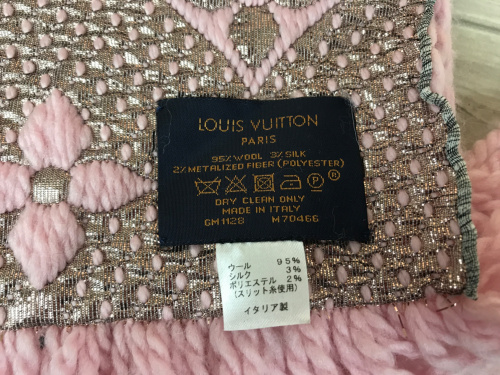 LOUIS VUITTON
PARIS
95% WOOL 3% SILK
2% METALIZED FIBER (POLYESTER)
P ®
DRY CLEAN ONLY
MADE IN ITALY
GM.1128 M70466
ウール 95%
シルク 3%
ポリエステル 2%
(スリット糸使用)
イタリア製